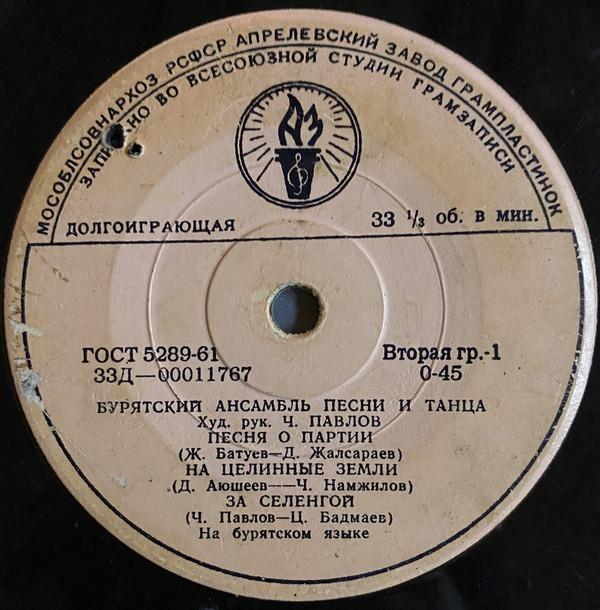 МОСОБЛСОВНАРХОЗ РСФСР АПРЕЛЕВСКИЙ ЗАВОД ГРАМПЛАСТИНОК
ЗАПИСАНО ВО ВСЕСОЮЗНОЙ СТУДИИ ГРАМЗАПИСИ
АЗ
ДОЛГОИГРАЮЩАЯ
33 1/3 об. в мин.
ГОСТ 5289-61
Вторая гр.-1
33Д—00011767
0-45
БУРЯТСКИЙ АНСАМБЛЬ ПЕСНИ И ТАНЦА
Худ. рук. Ч. ПАВЛОВ
ПЕСНЯ О ПАРТИИ
(Ж. Батуев—Д. Жалсараев)
НА ЦЕЛИННЫЕ ЗЕМЛИ
(Д. Аюшеев——Ч. Намжилов)
ЗА СЕЛЕНГОЙ
(Ч. Павлов—Ц. Бадмаев)
На бурятском языке